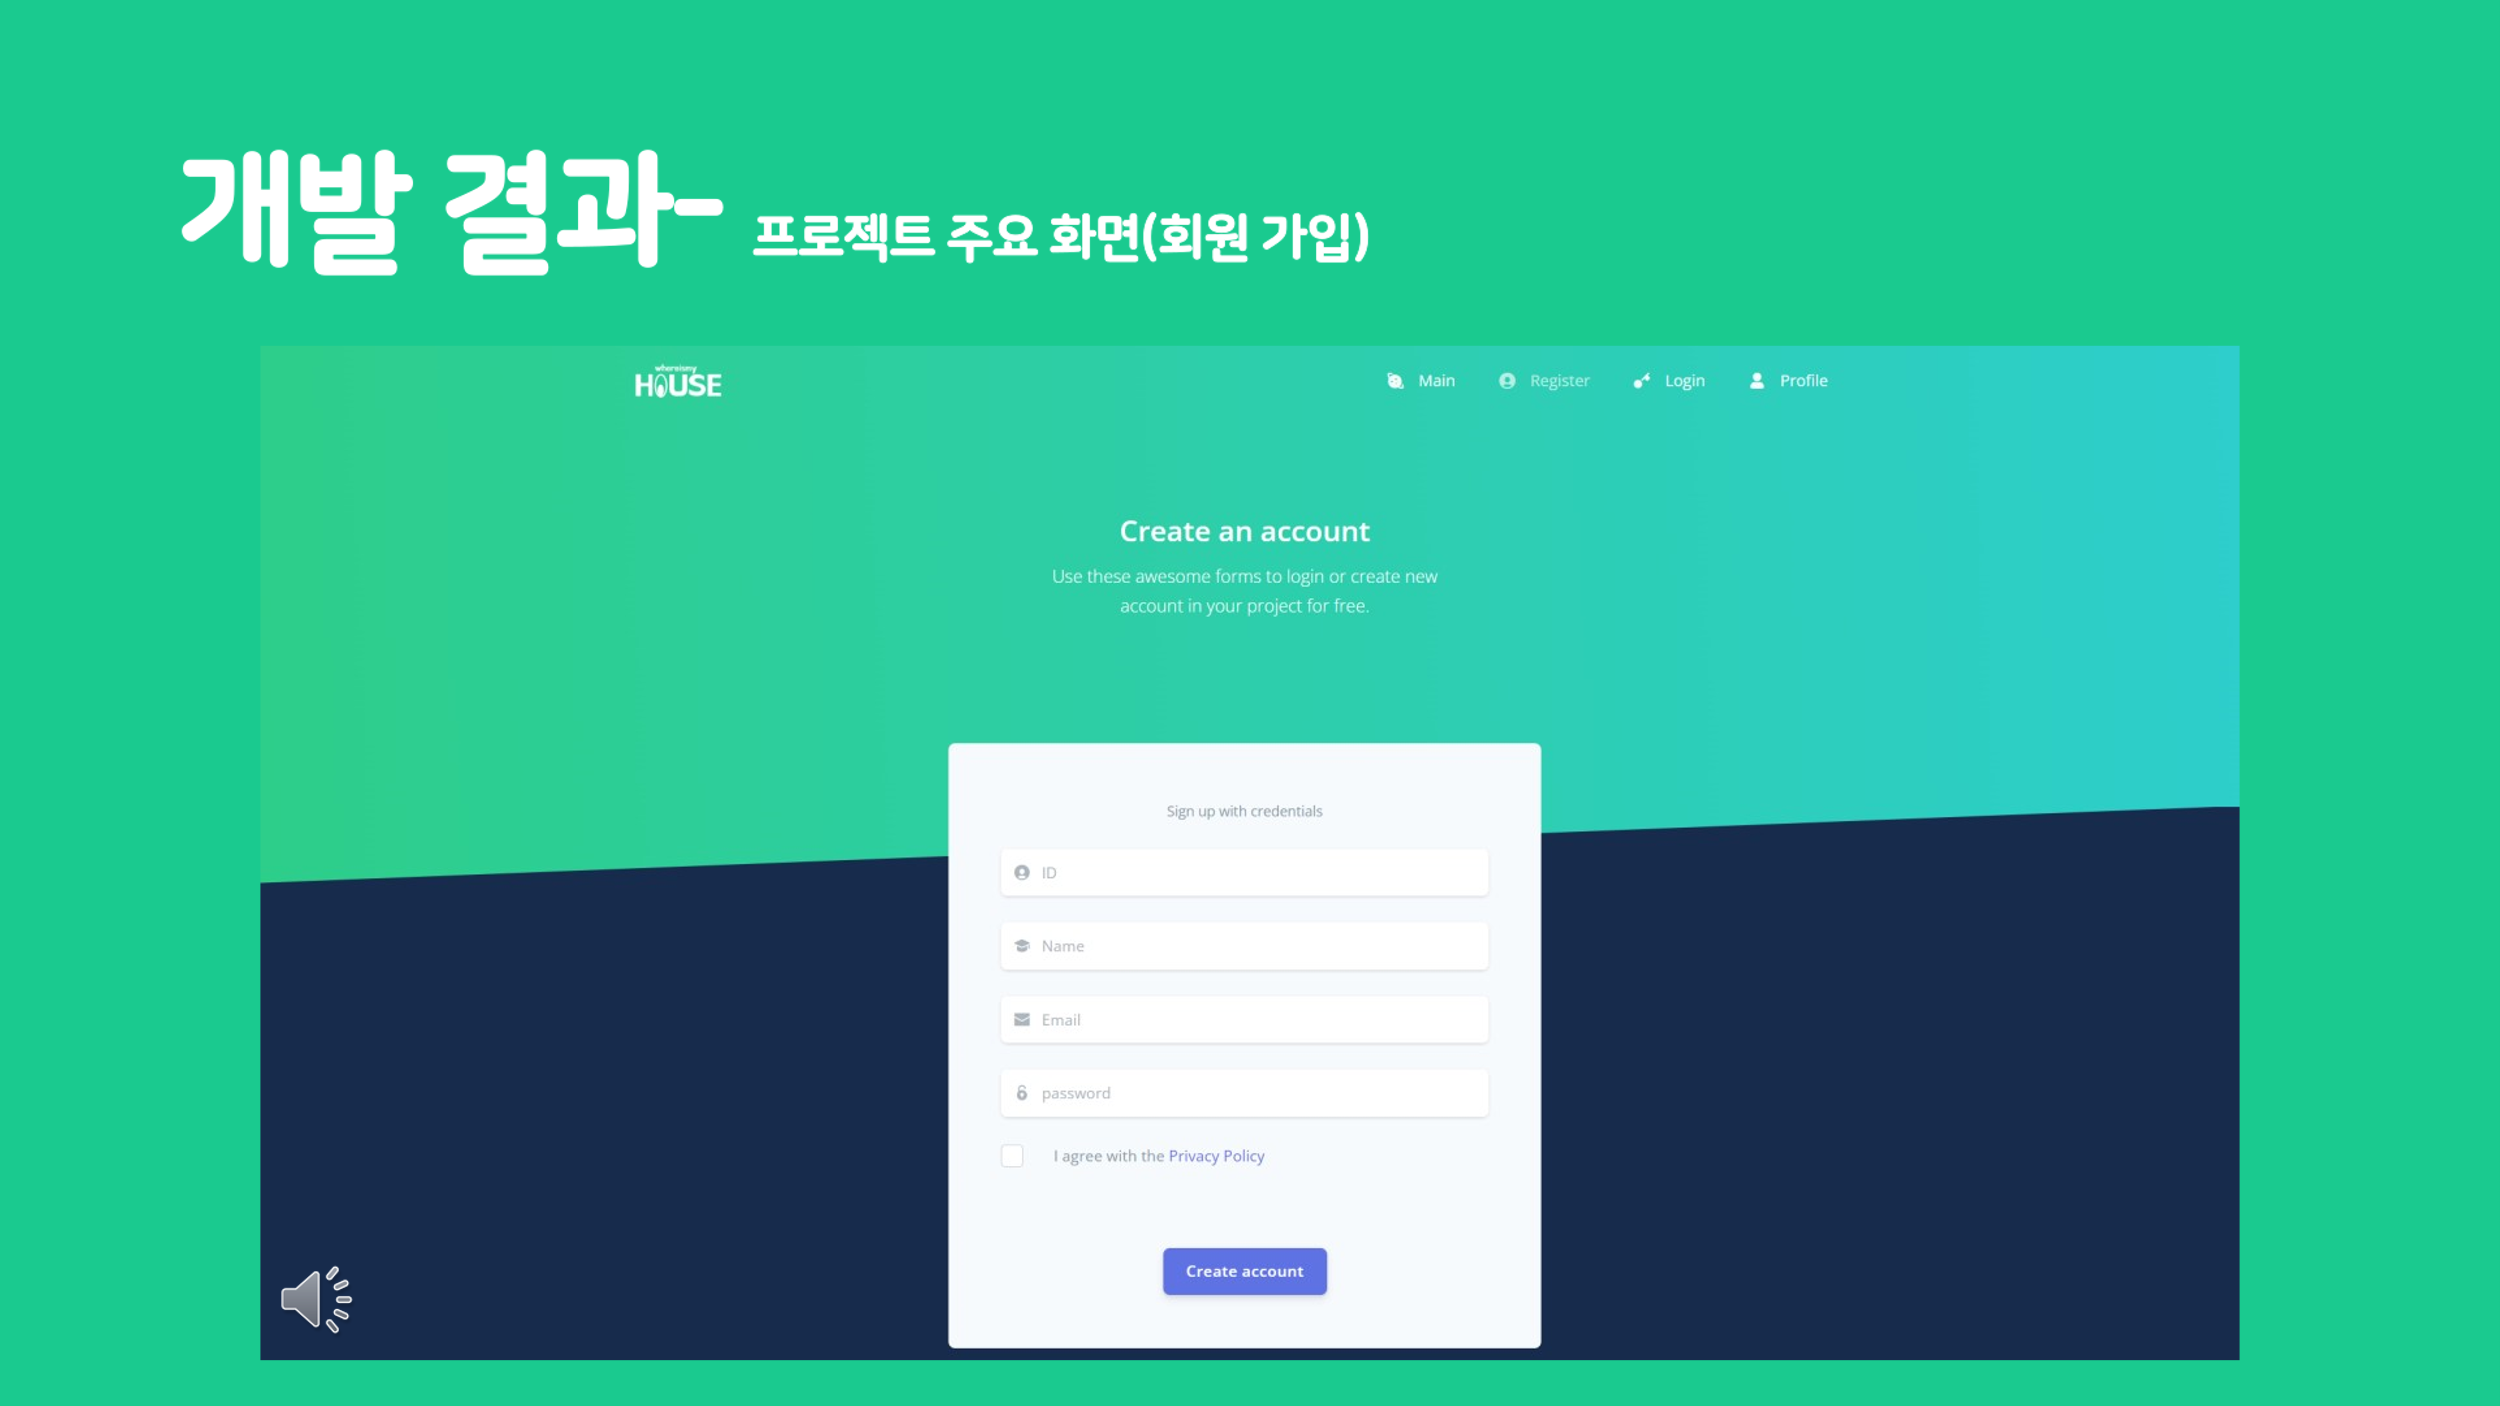 개발 결과- 프로젝트 주요 화면(회원 가입)
whereismy
HOUSE
Main Register Login Profile
Create an account
Use these awesome forms to login or create new
account in your project for free.
Sign up with credentials
ID
Name
Email
password
I agree with the Privacy Policy
Create account